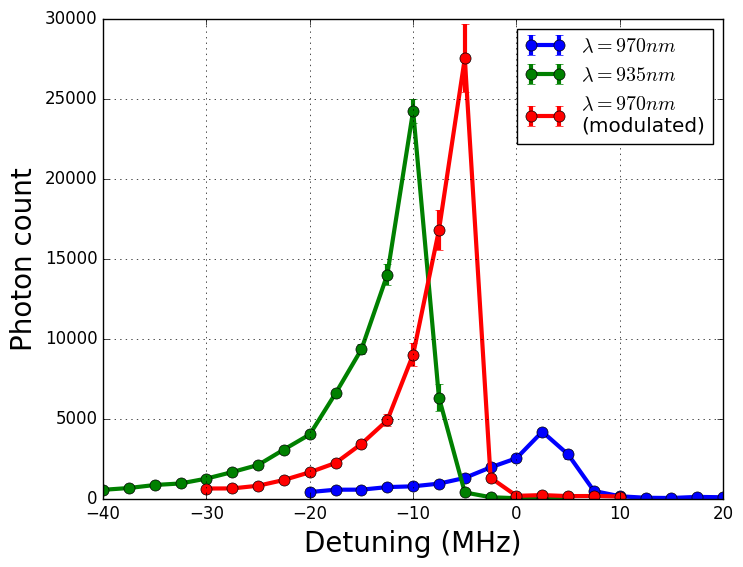 30000
25000
20000
15000
10000
5000
0
Photon count
−40
−30
−20
−10
0
10
20
Detuning (MHz)
λ = 970nm
λ = 935nm
λ = 970nm
(modulated)